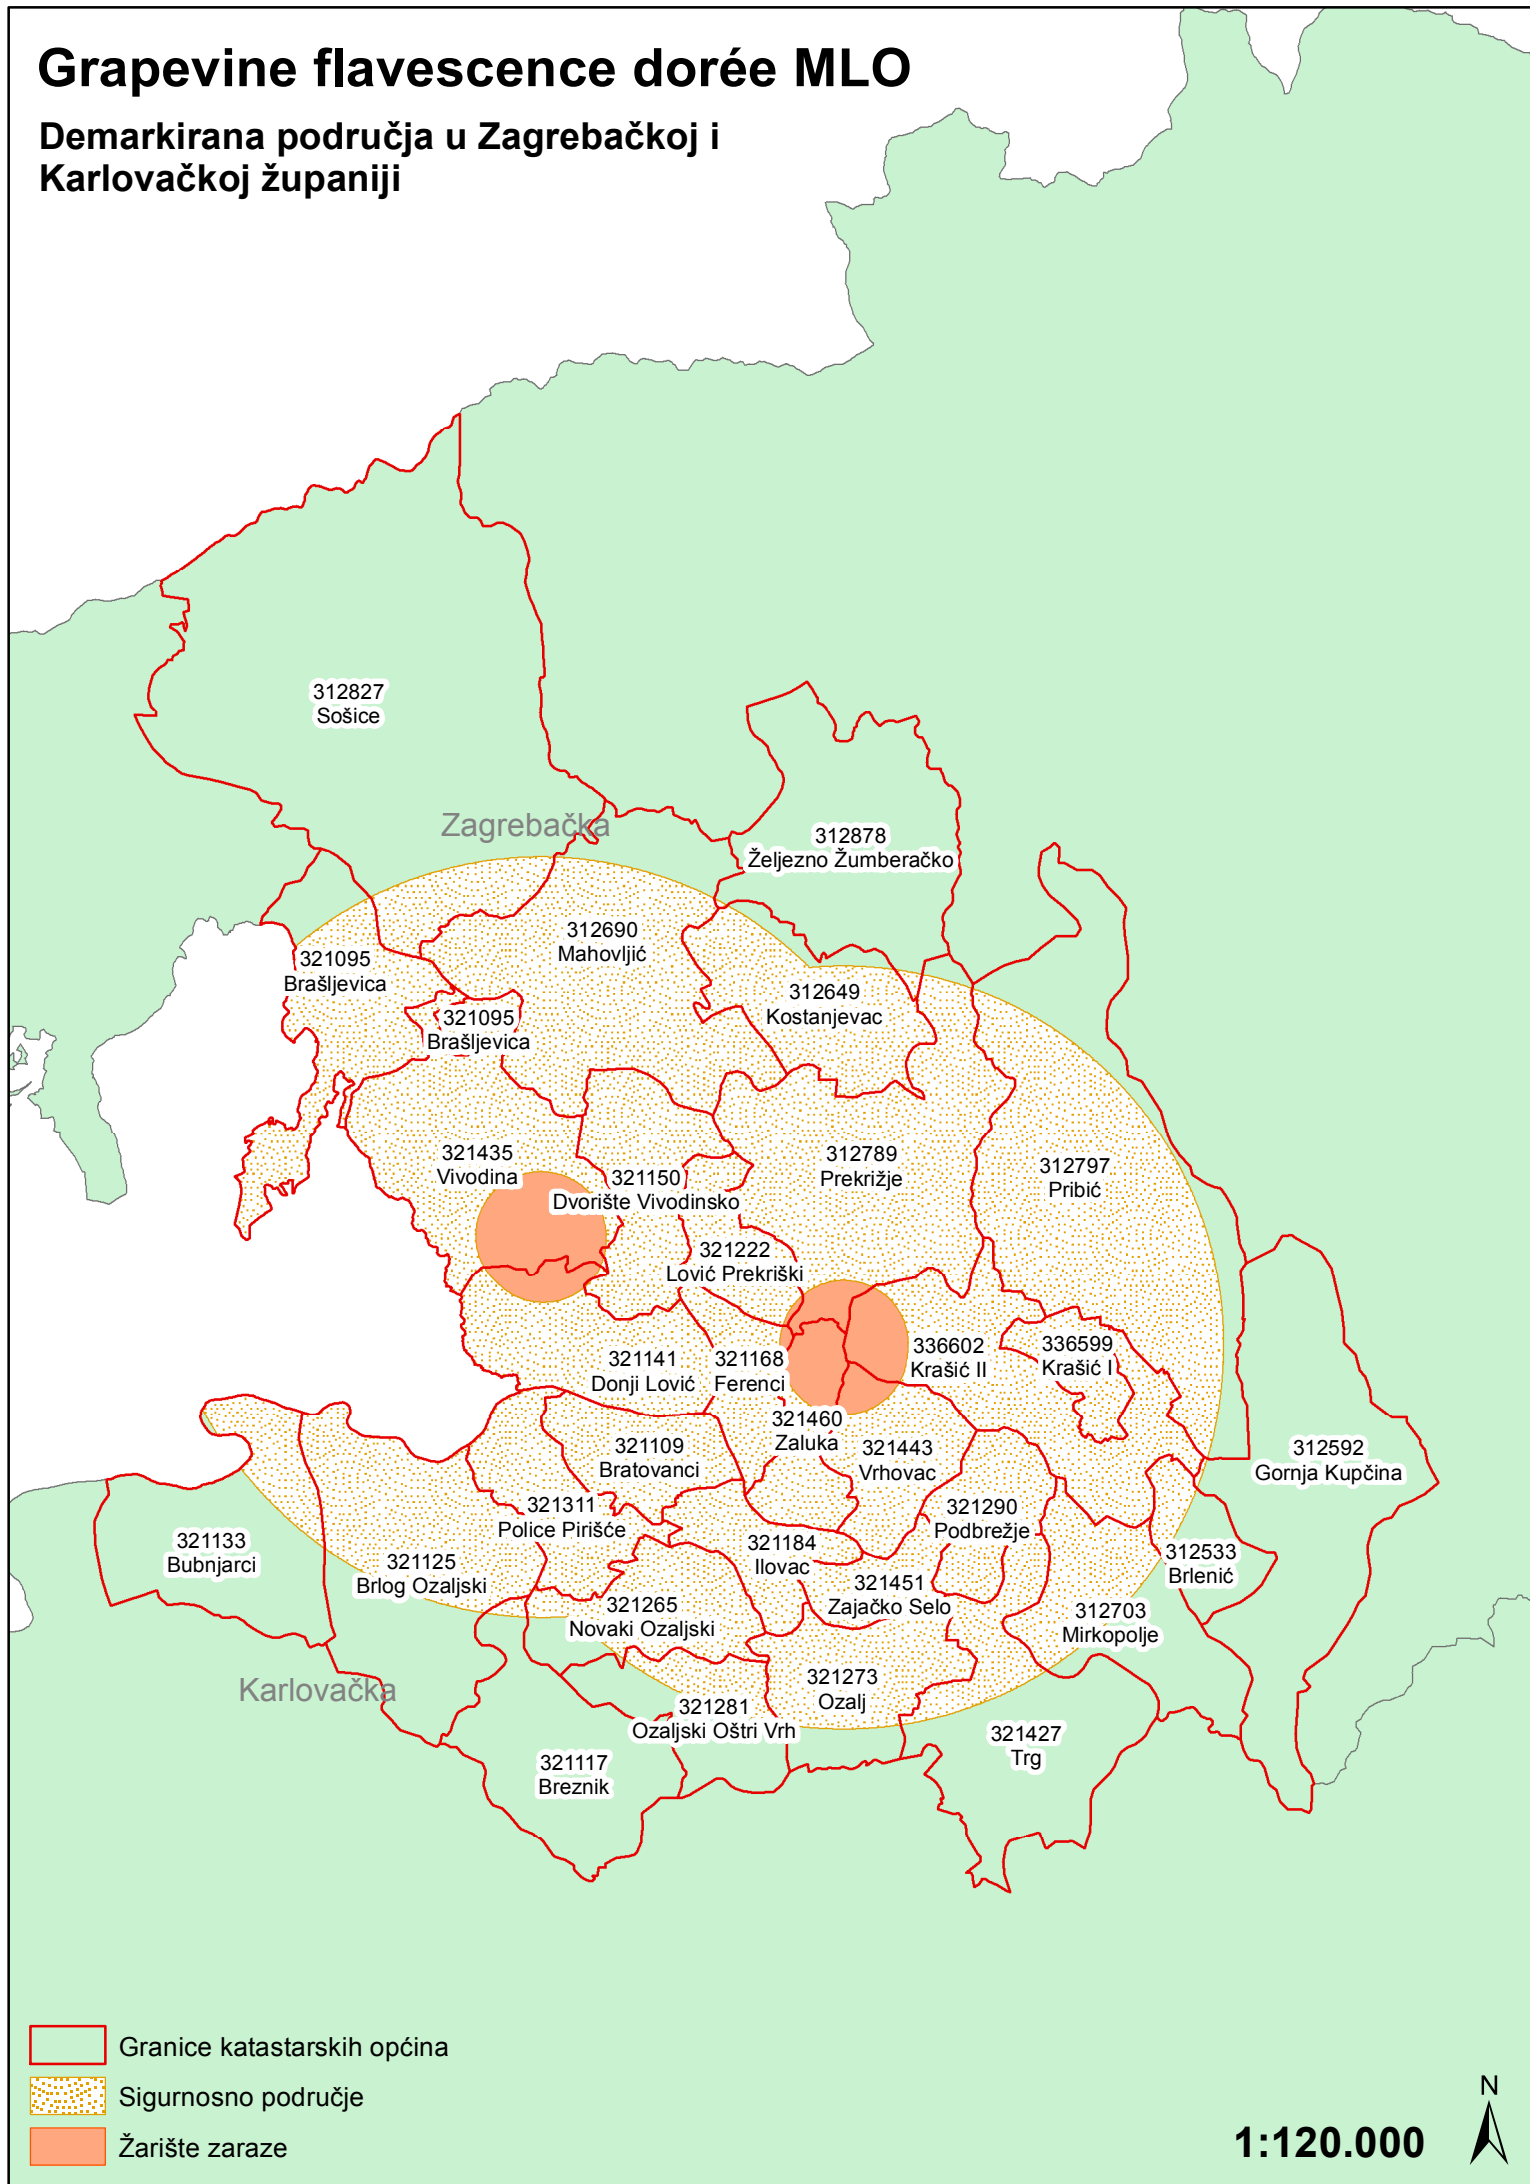 Grapevine flavescence dorée MLO
Demarkirana područja u Zagrebačkoj i
Karlovačkoj županiji
312827
Sošice
Zagrebačka
312878
Željezno Žumberačko
312690
Mahovljić
321095
Brašljevica
312649
Kostanjevac
321095
Brašljevica
321435
Vivodina
321150
Dvorište Vivodinsko
312789
Prekrižje
312797
Pribić
321222
Lović Prekriški
321141
Donji Lović
321168
Ferenci
336602
Krašić II
336599
Krašić I
321460
Zaluka
321109
Bratovanci
321443
Vrhovac
312592
Gornja Kupčina
321311
Police Pirišće
321290
Podbrežje
321133
Bubnjarci
321125
Brlog Ozaljski
321184
Ilovac
312533
Brlenić
321451
Zajačko Selo
321265
Novaki Ozaljski
312703
Mirkopolje
Karlovačka
321273
Ozalj
321281
Ozaljski Oštri Vrh
321427
Trg
321117
Breznik
Granice katastarskih općina
Sigurnosno područje
Žarište zaraze
N
1:120.000